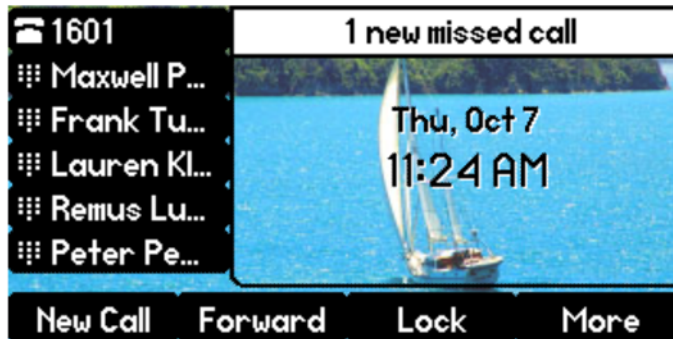 1601
1 new missed call
Maxwell P...
Frank Tu...
Lauren Kl...
Remus Lu...
Peter Pe...
Thu, Oct 7
11:24 AM
New Call
Forward
Lock
More